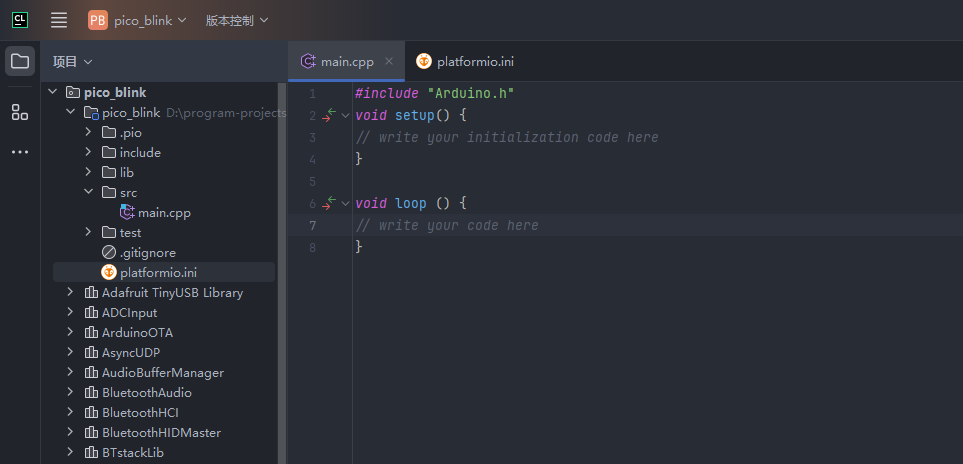 CL PB pico_blink 版本控制
项目
main.cpp platformio.ini
pico_blink
pico_blink D:\program-projects
.pio
include
lib
src
main.cpp
test
.gitignore
platformio.ini
Adafruit TinyUSB Library
ADCInput
ArduinoOTA
AsyncUDP
AudioBufferManager
BluetoothAudio
BluetoothHCI
BluetoothHIDMaster
BTstackLib
1 #include "Arduino.h"
2 void setup() {
3 // write your initialization code here
4 }
5
6 void loop () {
7 // write your code here
8 }